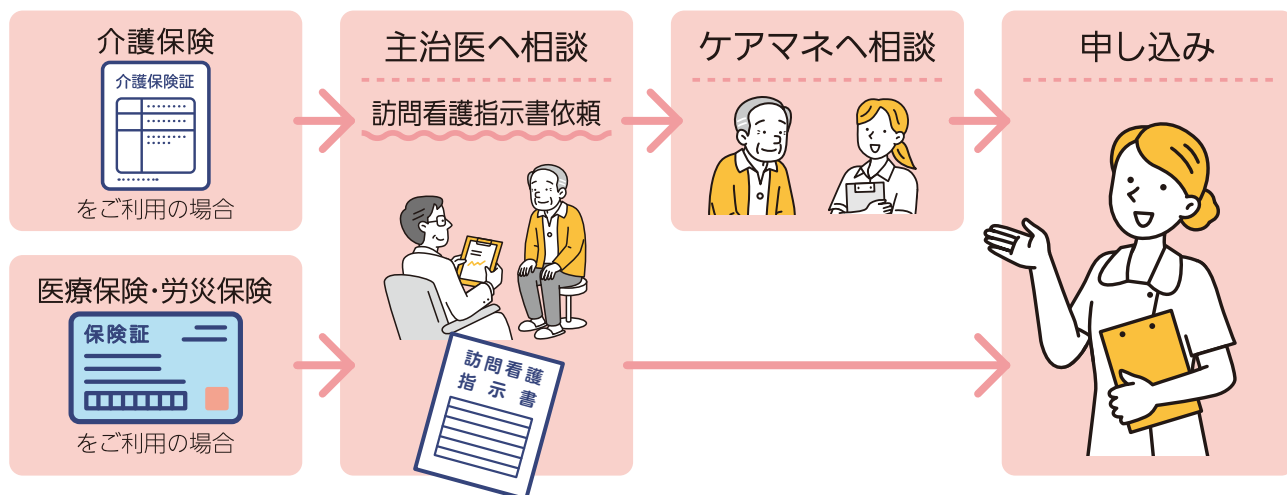 介護保険
介護保険証
をご利用の場合
医療保険・労災保険
保険証
をご利用の場合
主治医へ相談
訪問看護指示書依頼
訪問看護
指示書
ケアマネへ相談
申し込み